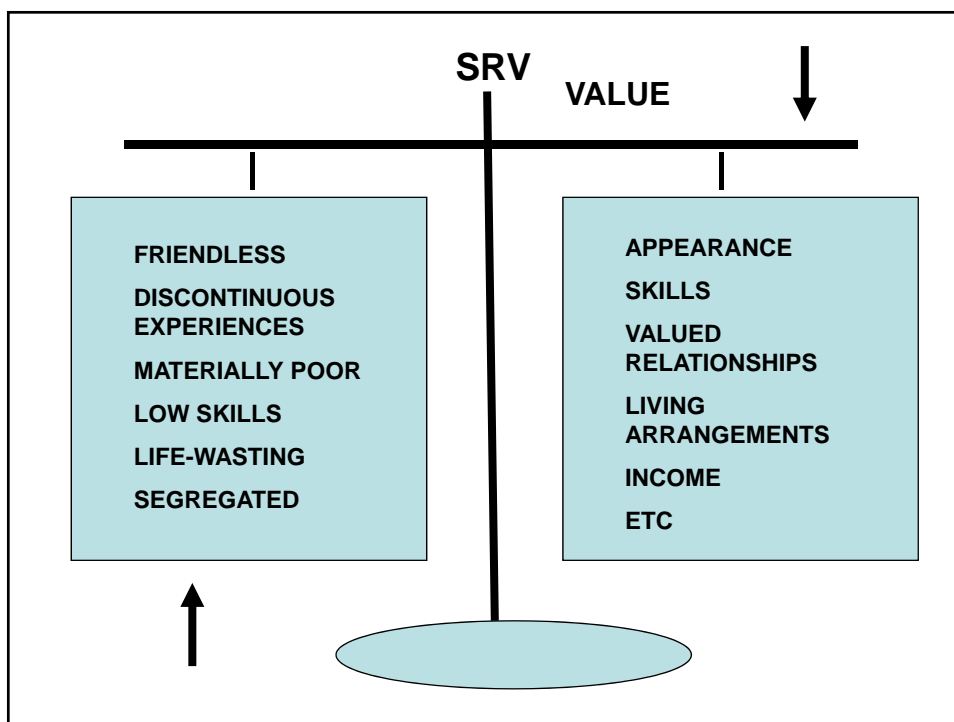 SRV
VALUE
FRIENDLESS
DISCONTINUOUS
EXPERIENCES
MATERIALLY POOR
LOW SKILLS
LIFE-WASTING
SEGREGATED
APPEARANCE
SKILLS
VALUED
RELATIONSHIPS
LIVING
ARRANGEMENTS
INCOME
ETC